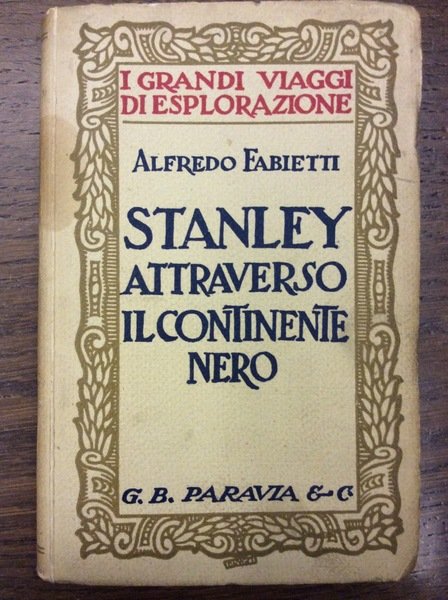 I GRANDI VIAGGI
DI ESPLORAZIONE
ALFREDO FABIETTI
STANLEY
ATTRAVERSO
IL CONTINENTE
NERO
G. B. PARAVIA & C.